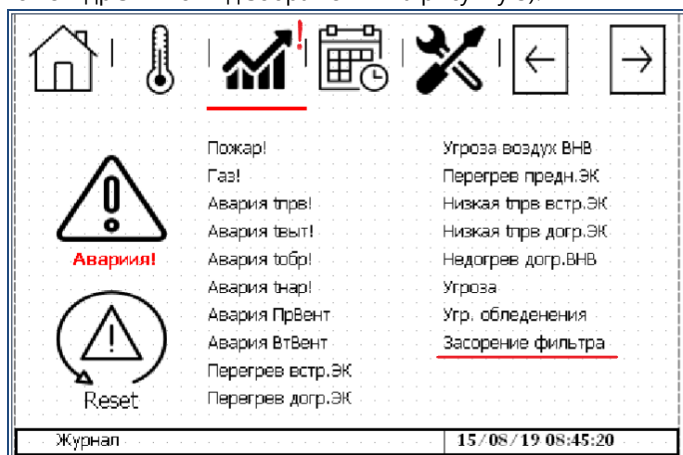 Пожар!
Газ!
Авария tпрв!
Авария tвыт!
Авария tобр!
Авария tнар!
Авария ПрВент
Авария ВтВент
Перегрев встр.ЭК
Перегрев догр.ЭК
Угроза воздух ВНВ
Перегрев предн.ЭК
Низкая tпрв встр.ЭК
Низкая tпрв догр.ЭК
Недогрев догр.ВНВ
Угроза
Угр. обледенения
Засорение фильтра
Авариия!
Reset
Журнал
15/08/19 08:45:20